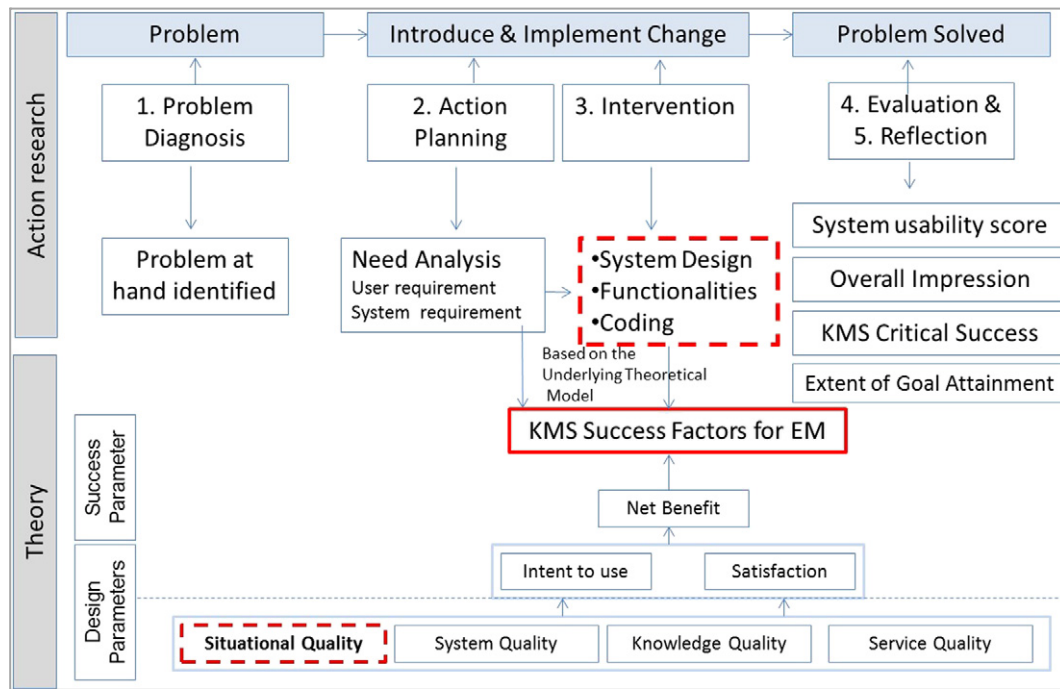 Action research
Problem
Introduce & Implement Change
Problem Solved
1. Problem
Diagnosis
2. Action
Planning
3. Intervention
4. Evaluation &
5. Reflection
Problem at
hand identified
Need Analysis
User requirement
System requirement
•System Design
•Functionalities
•Coding
System usability score
Overall Impression
KMS Critical Success
Extent of Goal Attainment
Based on the
Underlying Theoretical
Model
Theory
Success
Parameter
KMS Success Factors for EM
Net Benefit
Design
Parameters
Intent to use
Satisfaction
Situational Quality
System Quality
Knowledge Quality
Service Quality